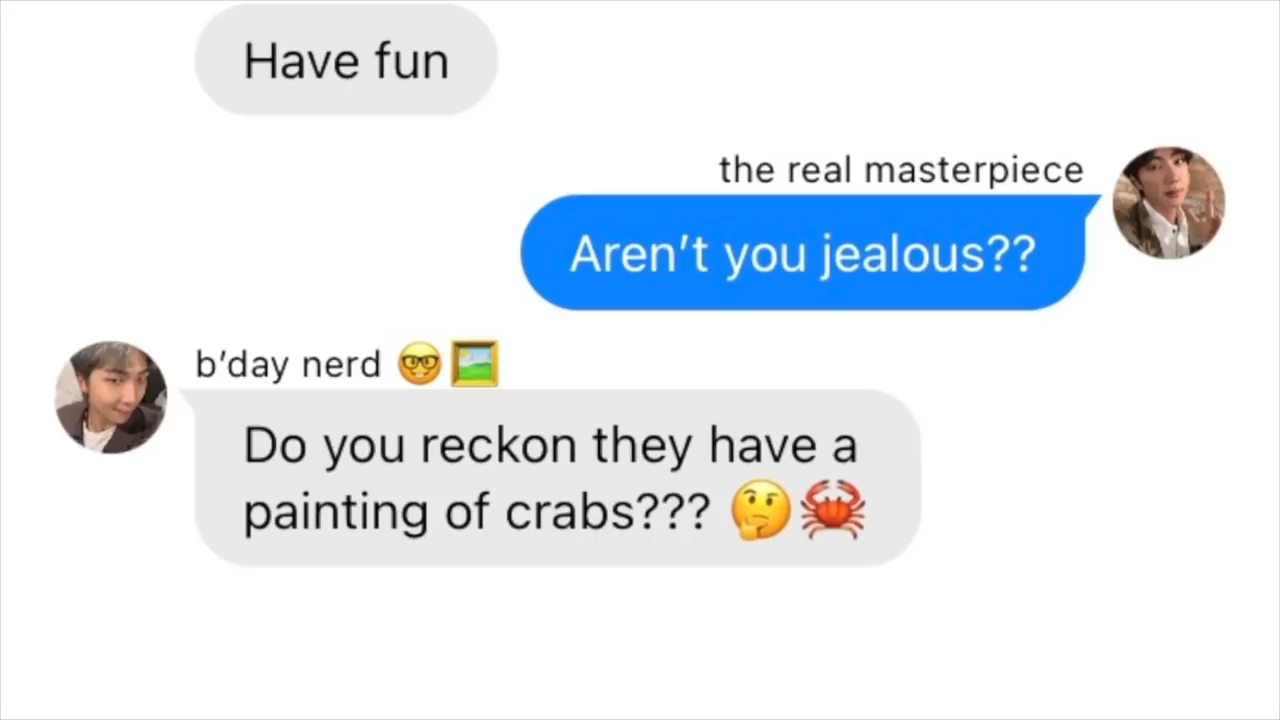 Have fun
the real masterpiece
Aren’t you jealous??
b’day nerd 🤓🖼️
Do you reckon they have a
painting of crabs??? 🤔🦀